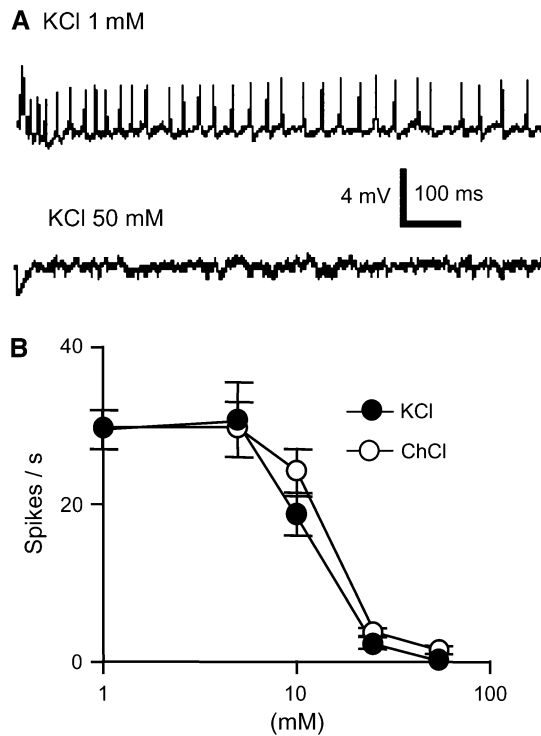 A KCl 1 mM
4 mV 100 ms
KCl 50 mM
B
40
20
0
Spikes / s
KCl
ChCl
1 10 100
(mM)